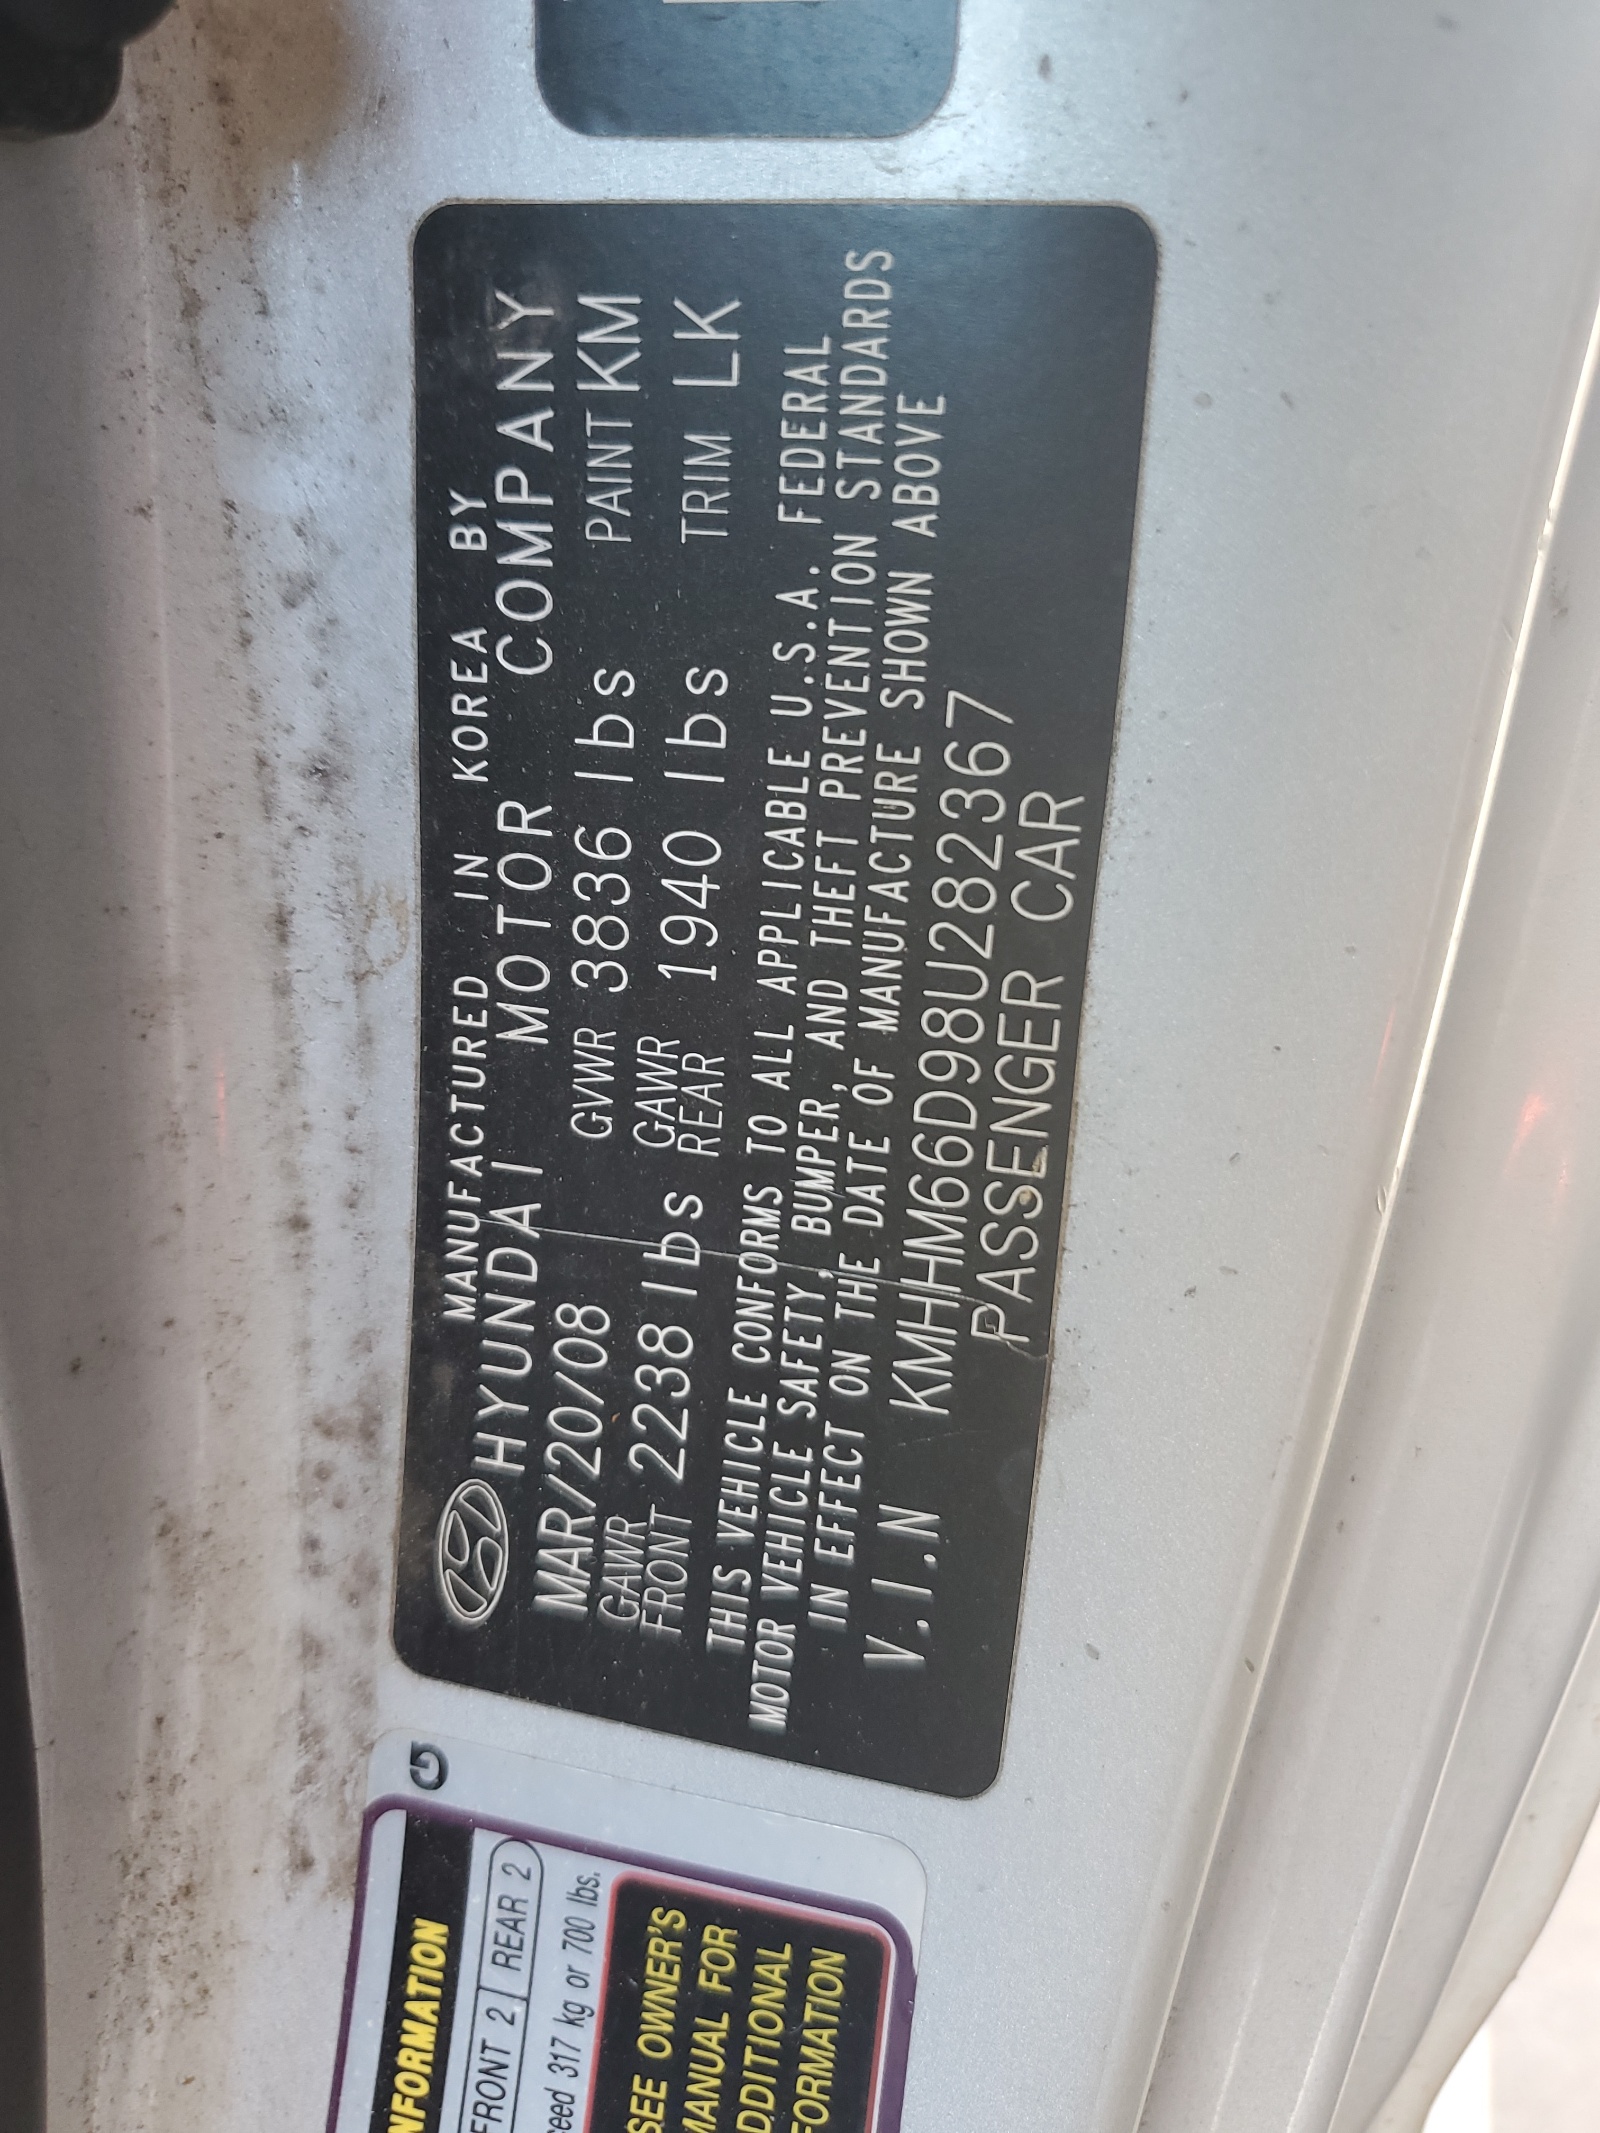 MANUFACTURED IN KOREA BY
HYUNDAI MOTOR COMPANY
MAR/20/08 GVWR 3836 lbs PAINT KM
GAWR FRONT 2238 lbs GAWR REAR 1940 lbs TRIM LK
THIS VEHICLE CONFORMS TO ALL APPLICABLE U.S.A. FEDERAL
MOTOR VEHICLE SAFETY, BUMPER, AND THEFT PREVENTION STANDARDS
IN EFFECT ON THE DATE OF MANUFACTURE SHOWN ABOVE
V.I.N KMHHM66D98U282367
PASSENGER CAR
NFORMATION
FRONT 2 REAR 2
eed 317 kg or 700 lbs.
SEE OWNER'S
MANUAL FOR
DDITIONAL
FORMATION